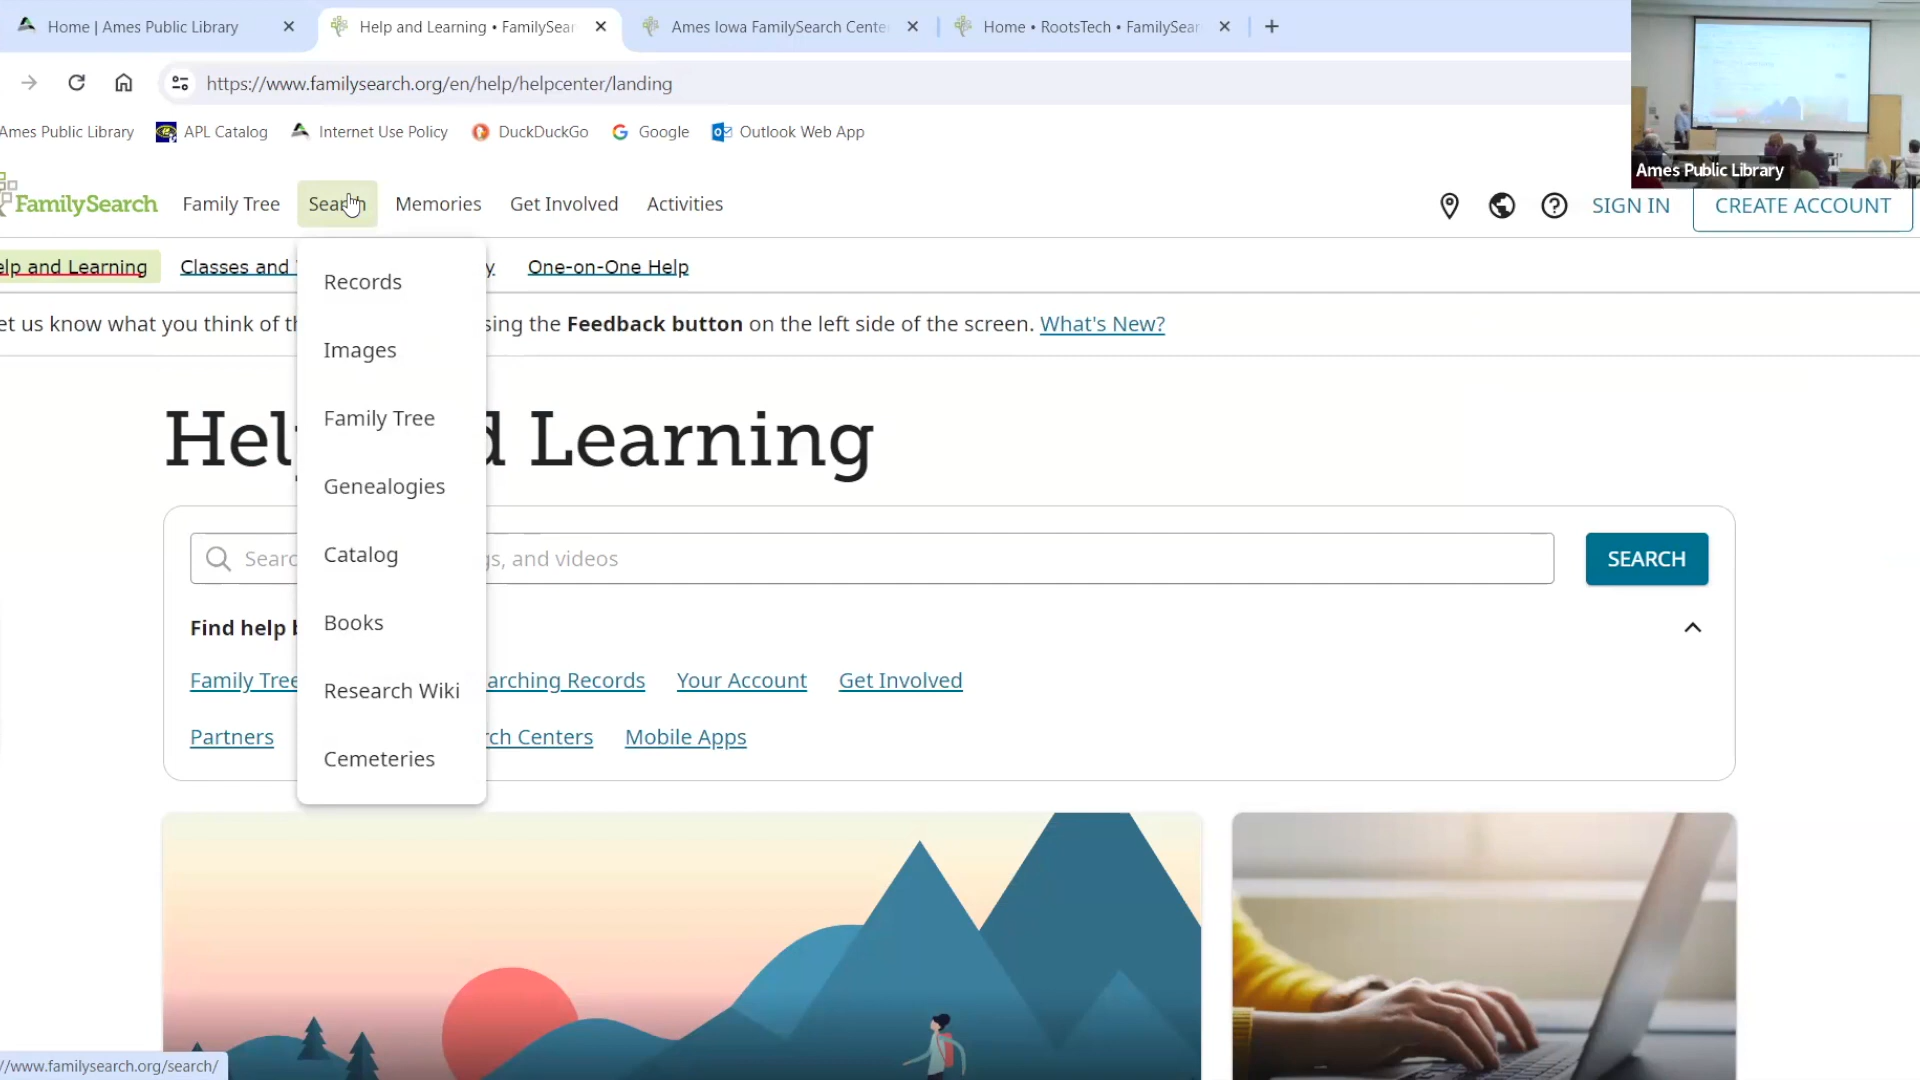 Home | Ames Public Library
Help and Learning • FamilySear
Ames Iowa FamilySearch Cente
Home • RootsTech • FamilySear
https://www.familysearch.org/en/help/helpcenter/landing
Ames Public Library
APL Catalog
Internet Use Policy
DuckDuckGo
Google
Outlook Web App
Ames Public Library
FamilySearch
Family Tree
Search
Memories
Get Involved
Activities
SIGN IN
CREATE ACCOUNT
elp and Learning
Classes and
y
One-on-One Help
et us know what you think of th
sing the Feedback button on the left side of the screen. What's New?
Records
Images
Family Tree
Genealogies
Catalog
Books
Research Wiki
Cemeteries
Hel
d Learning
Searc
gs, and videos
SEARCH
Find help b
Family Tree
arching Records
Your Account
Get Involved
Partners
rch Centers
Mobile Apps
//www.familysearch.org/search/